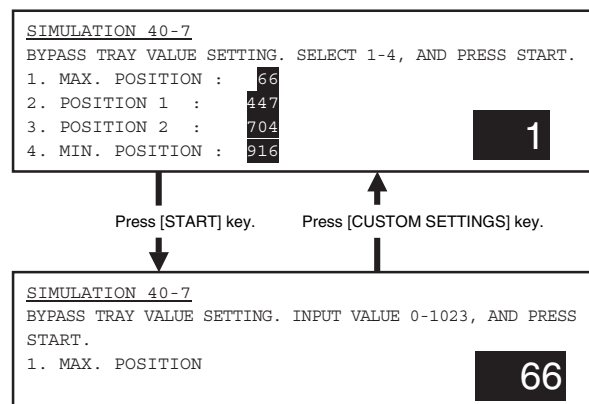 SIMULATION 40-7
BYPASS TRAY VALUE SETTING. SELECT 1-4, AND PRESS START.
1. MAX. POSITION : 66
2. POSITION 1 : 447
3. POSITION 2 : 704
4. MIN. POSITION : 916
1
Press [START] key. Press [CUSTOM SETTINGS] key.
SIMULATION 40-7
BYPASS TRAY VALUE SETTING. INPUT VALUE 0-1023, AND PRESS
START.
1. MAX. POSITION
66